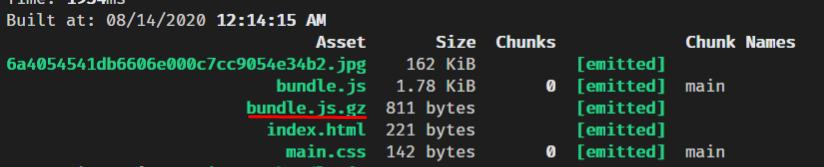 Time: 1954ms
Built at: 08/14/2020 12:14:15 AM
Asset Size Chunks Chunk Names
6a4054541db6606e000c7cc9054e34b2.jpg 162 KiB [emitted]
bundle.js 1.78 KiB 0 [emitted] main
bundle.js.gz 811 bytes [emitted]
index.html 221 bytes [emitted]
main.css 142 bytes 0 [emitted] main